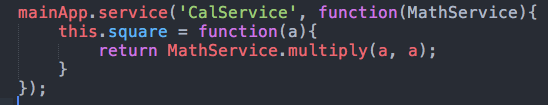 mainApp.service('CalService', function(MathService){
    this.square = function(a){
        return MathService.multiply(a, a);
    }
});